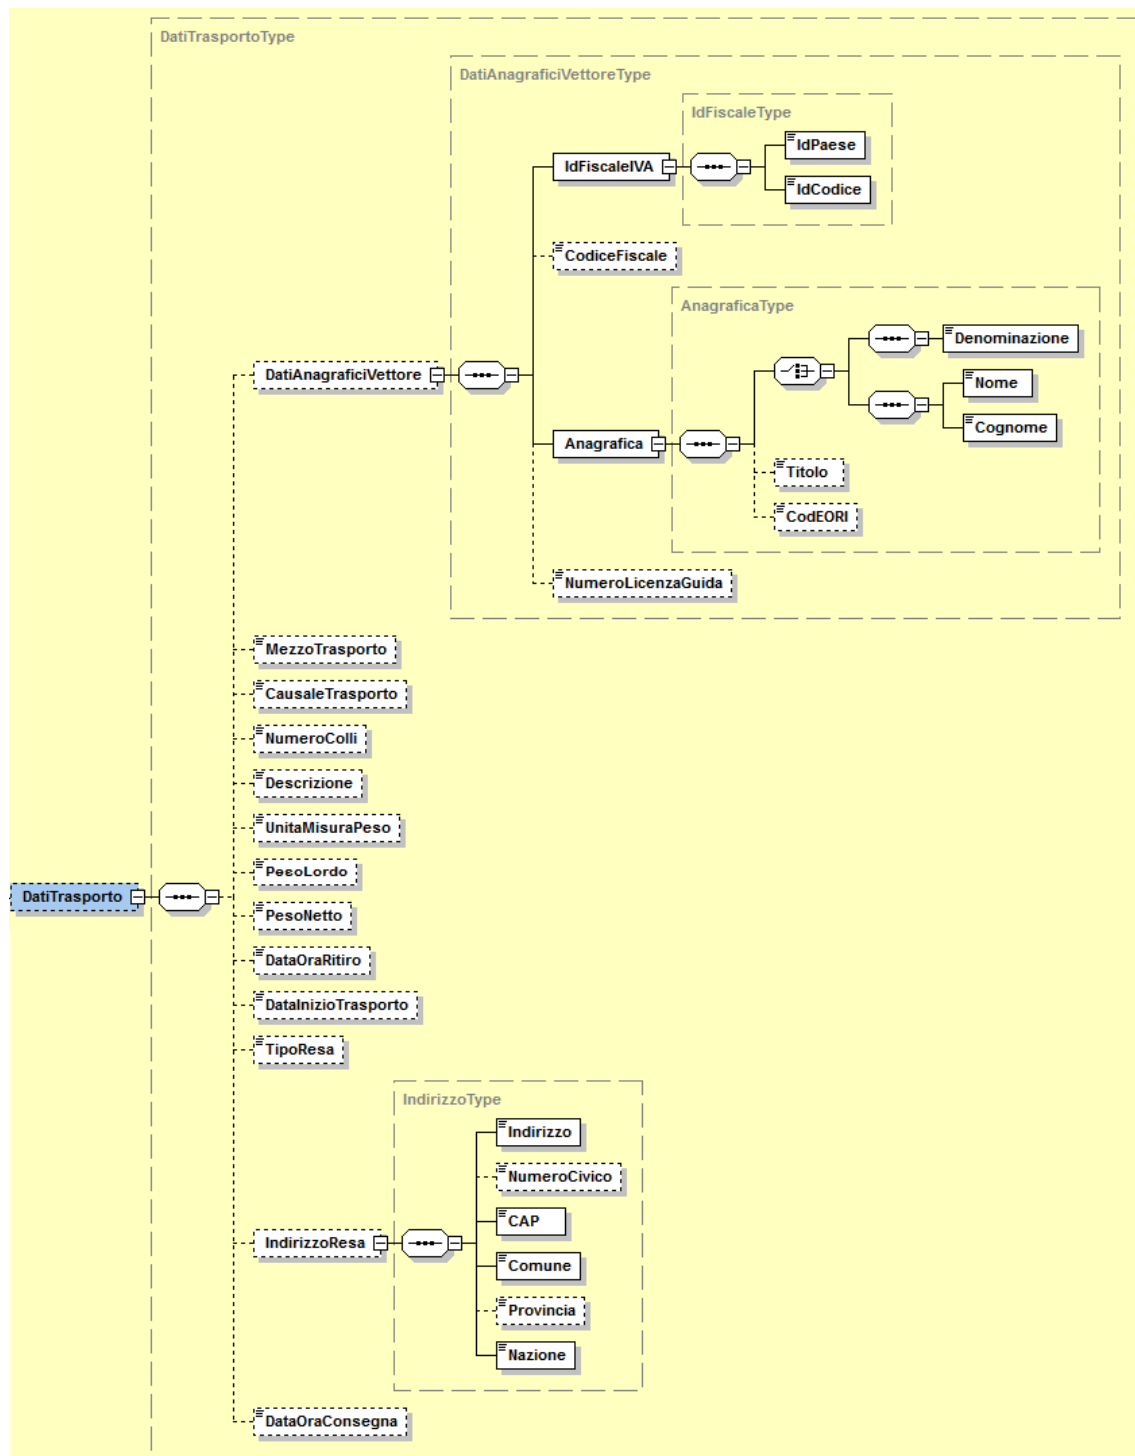 DatiTrasportoType
DatiAnagraficiVettoreType
IdFiscaleType
IdPaese
IdFiscaleIVA
IdCodice
CodiceFiscale
AnagraficaType
Denominazione
DatiAnagraficiVettore
Nome
Cognome
Anagrafica
Titolo
CodEORI
NumeroLicenzaGuida
MezzoTrasporto
CausaleTrasporto
NumeroColli
Descrizione
UnitaMisuraPeso
PesoLordo
DatiTrasporto
PesoNetto
DataOraRitiro
DataInizioTrasporto
TipoResa
IndirizzoType
Indirizzo
NumeroCivico
CAP
IndirizzoResa
Comune
Provincia
Nazione
DataOraConsegna